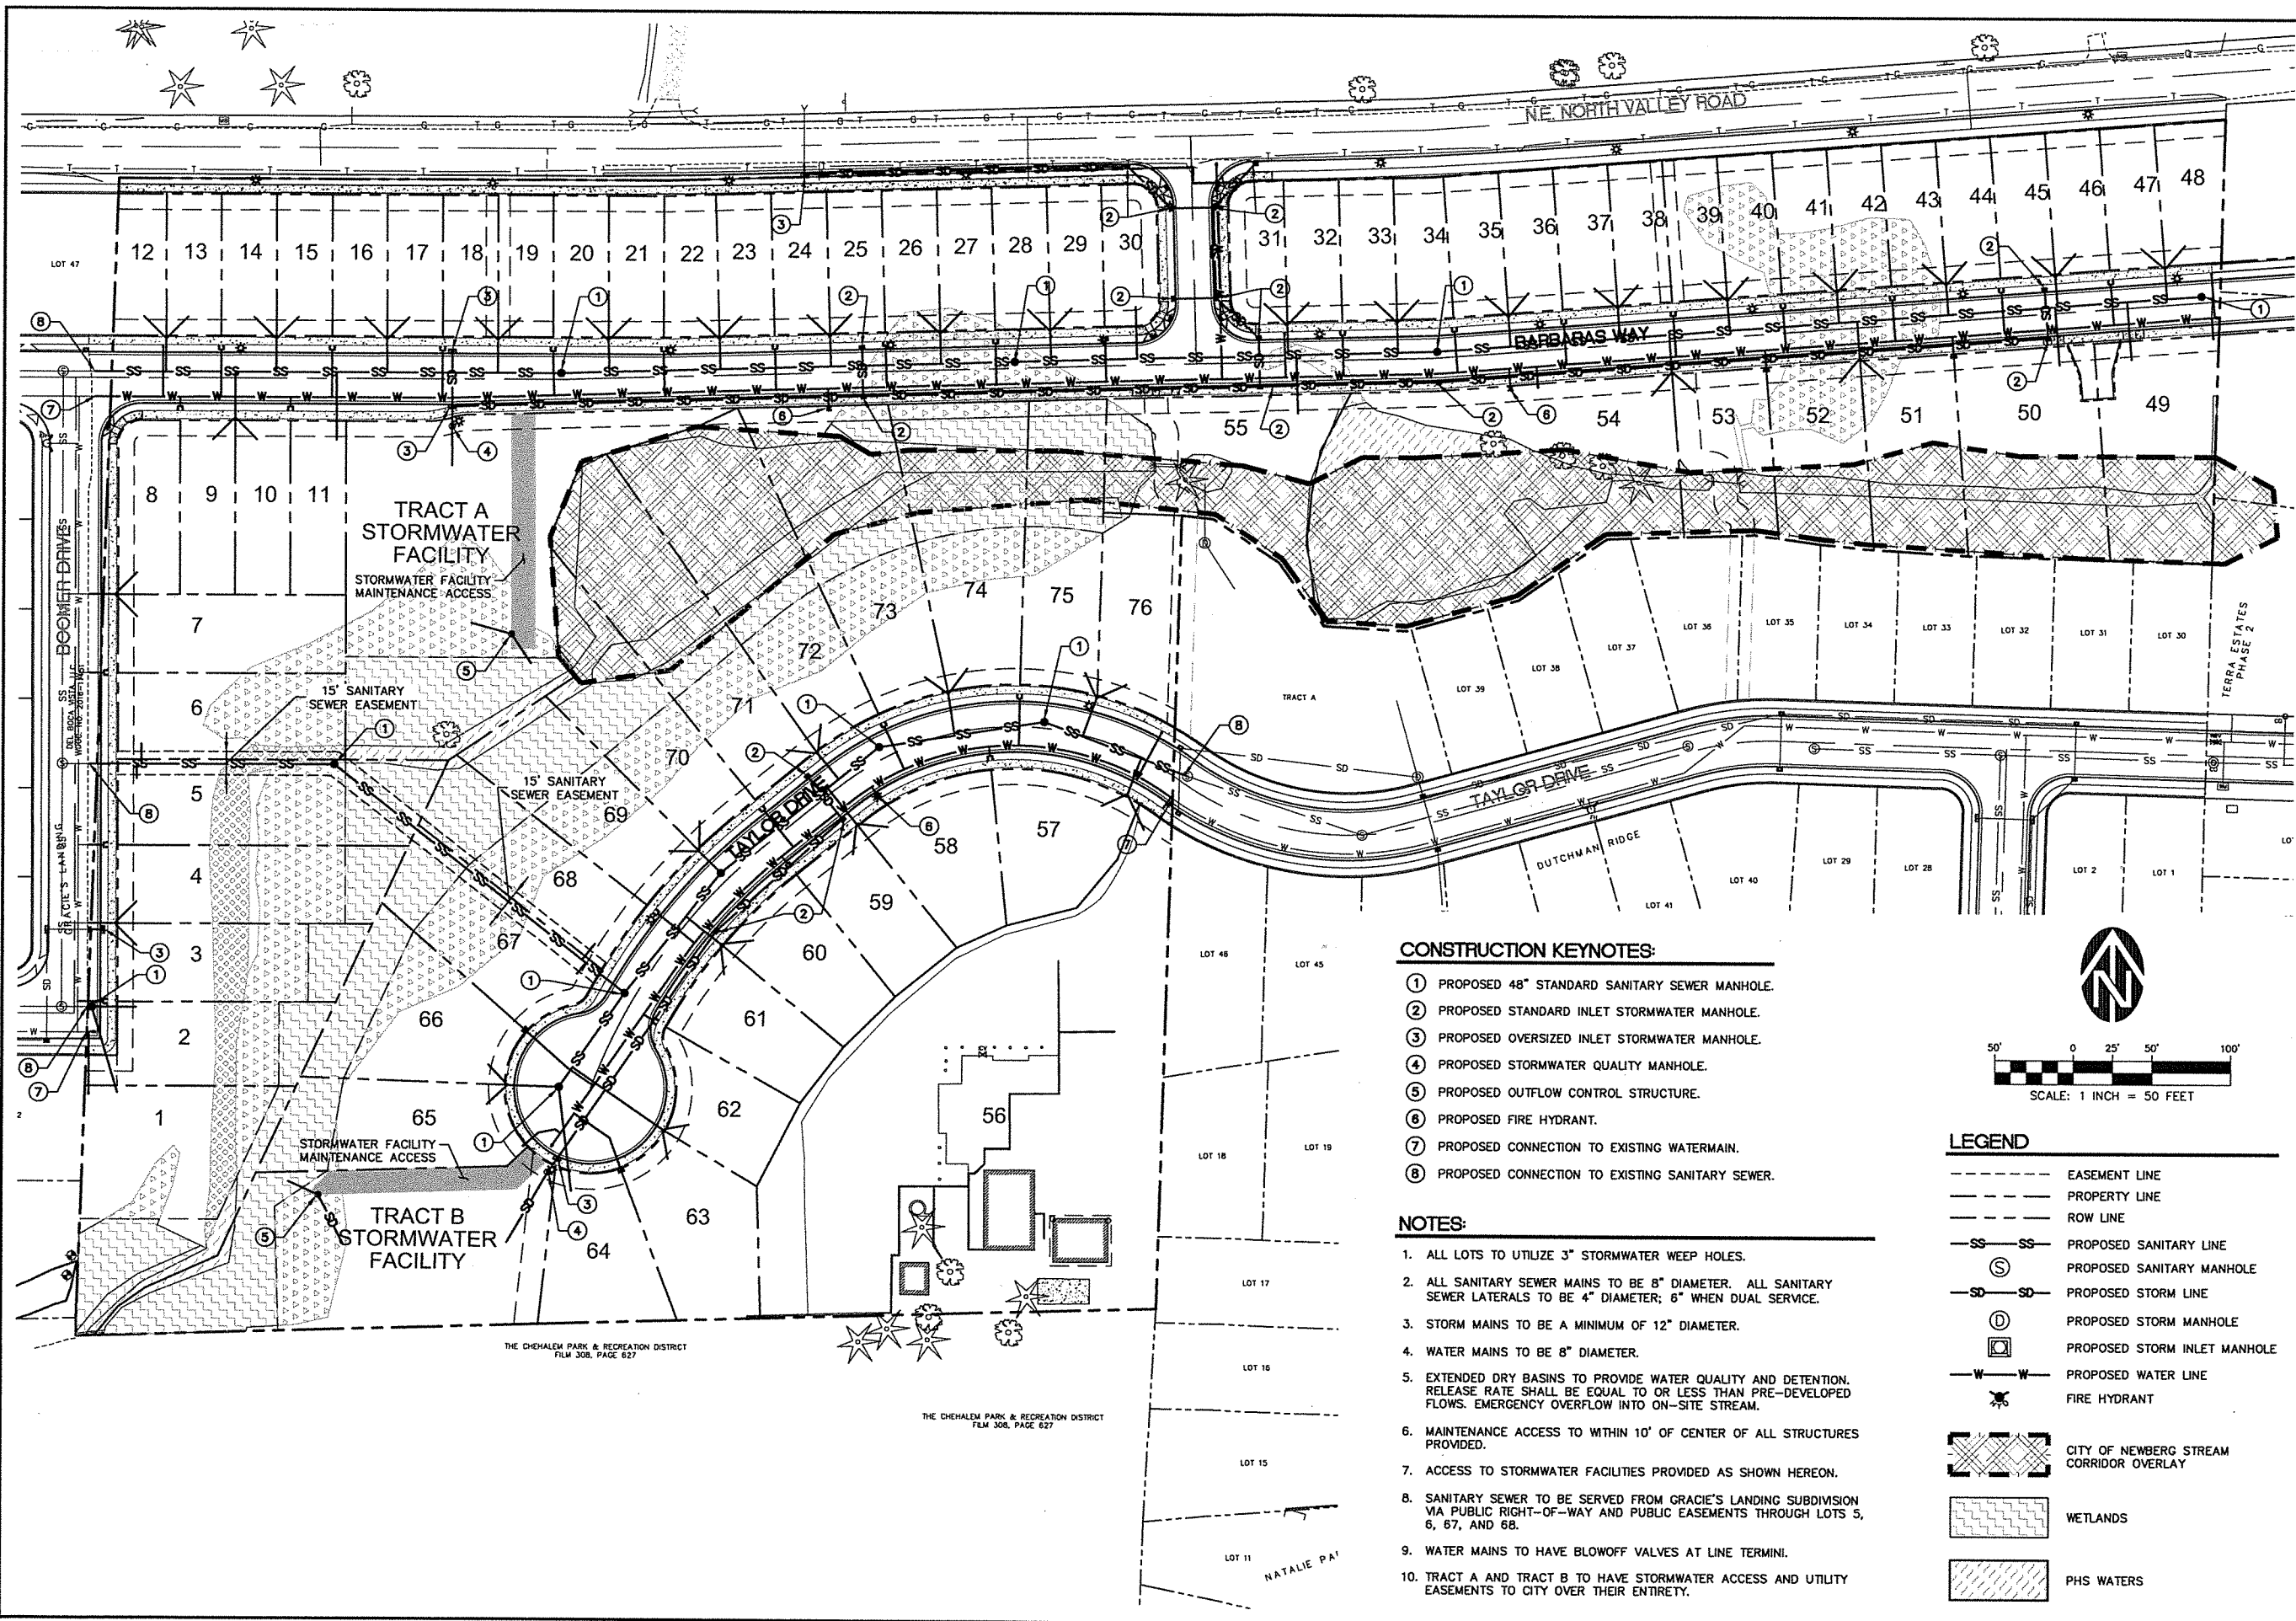 N.E. NORTH VALLEY ROAD
12 13 14 15 16 17 18 19 20 21 22 23 24 25 26 27 28 29 30
31 32 33 34 35 36 37 38 39 40 41 42 43 44 45 46 47 48
LOT 47
BARBARAS WAY
55 54 53 52 51 50 49
8 9 10 11
TRACT A
STORMWATER
FACILITY
STORMWATER FACILITY
MAINTENANCE ACCESS
BOOMER DRIVE
7
6
5
4
3
2
1
15' SANITARY
SEWER EASEMENT
15' SANITARY
SEWER EASEMENT
GRACIE'S LANDING
76
75
74
73
72
71
70
69
68
67
66
65
64
63
62
61
60
59
58
57
56
TAYLOR DRIVE
STORMWATER FACILITY
MAINTENANCE ACCESS
TRACT B
STORMWATER
FACILITY
THE CHEHALEM PARK & RECREATION DISTRICT
FILM 308, PAGE 627
THE CHEHALEM PARK & RECREATION DISTRICT
FILM 308, PAGE 627
TRACT A
LOT 39
LOT 38
LOT 37
LOT 36
LOT 35
LOT 34
LOT 33
LOT 32
LOT 31
LOT 30
TERRA ESTATES
PHASE 2
TAYLOR DRIVE
DUTCHMAN RIDGE
LOT 41
LOT 40
LOT 29
LOT 28
LOT 2
LOT 1
LOT 46
LOT 45
LOT 18
LOT 19
LOT 17
LOT 16
LOT 15
LOT 11
CONSTRUCTION KEYNOTES:
1 PROPOSED 48" STANDARD SANITARY SEWER MANHOLE.
2 PROPOSED STANDARD INLET STORMWATER MANHOLE.
3 PROPOSED OVERSIZED INLET STORMWATER MANHOLE.
4 PROPOSED STORMWATER QUALITY MANHOLE.
5 PROPOSED OUTFLOW CONTROL STRUCTURE.
6 PROPOSED FIRE HYDRANT.
7 PROPOSED CONNECTION TO EXISTING WATERMAIN.
8 PROPOSED CONNECTION TO EXISTING SANITARY SEWER.
NOTES:
1. ALL LOTS TO UTILIZE 3" STORMWATER WEEP HOLES.
2. ALL SANITARY SEWER MAINS TO BE 8" DIAMETER. ALL SANITARY
SEWER LATERALS TO BE 4" DIAMETER; 6" WHEN DUAL SERVICE.
3. STORM MAINS TO BE A MINIMUM OF 12" DIAMETER.
4. WATER MAINS TO BE 8" DIAMETER.
5. EXTENDED DRY BASINS TO PROVIDE WATER QUALITY AND DETENTION.
RELEASE RATE SHALL BE EQUAL TO OR LESS THAN PRE-DEVELOPED
FLOWS. EMERGENCY OVERFLOW INTO ON-SITE STREAM.
6. MAINTENANCE ACCESS TO WITHIN 10' OF CENTER OF ALL STRUCTURES
PROVIDED.
7. ACCESS TO STORMWATER FACILITIES PROVIDED AS SHOWN HEREON.
8. SANITARY SEWER TO BE SERVED FROM GRACIE'S LANDING SUBDIVISION
VIA PUBLIC RIGHT-OF-WAY AND PUBLIC EASEMENTS THROUGH LOTS 5,
6, 67, AND 68.
9. WATER MAINS TO HAVE BLOWOFF VALVES AT LINE TERMINI.
10. TRACT A AND TRACT B TO HAVE STORMWATER ACCESS AND UTILITY
EASEMENTS TO CITY OVER THEIR ENTIRETY.
N
50' 0 25' 50' 100'
SCALE: 1 INCH = 50 FEET
LEGEND
EASEMENT LINE
PROPERTY LINE
ROW LINE
SS SS PROPOSED SANITARY LINE
S PROPOSED SANITARY MANHOLE
SD SD PROPOSED STORM LINE
D PROPOSED STORM MANHOLE
PROPOSED STORM INLET MANHOLE
W W PROPOSED WATER LINE
FIRE HYDRANT
CITY OF NEWBERG STREAM
CORRIDOR OVERLAY
WETLANDS
PHS WATERS